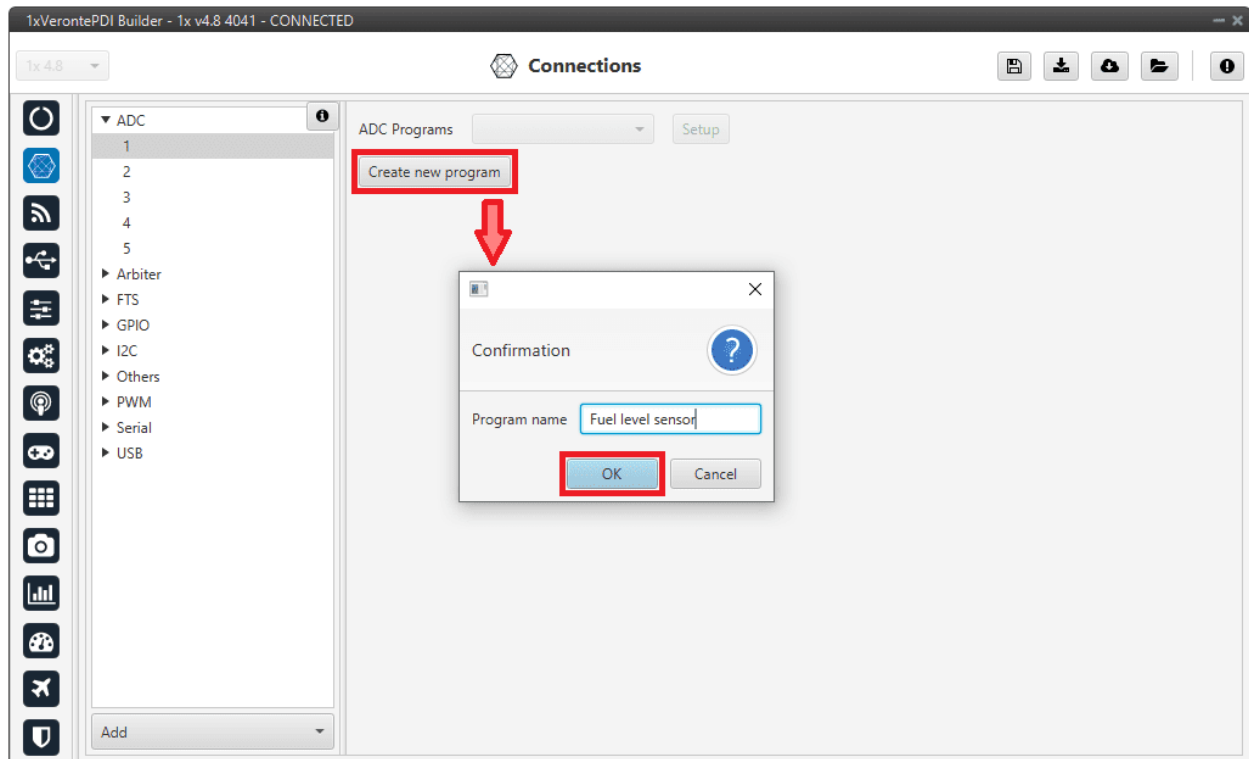 1xVerontePDI Builder - 1x v4.8 4041 - CONNECTED
1x 4.8
Connections
ADC
1
2
3
4
5
Arbiter
FTS
GPIO
I2C
Others
PWM
Serial
USB
Add
ADC Programs
Setup
Create new program
Confirmation
Program name Fuel level sensor
OK Cancel